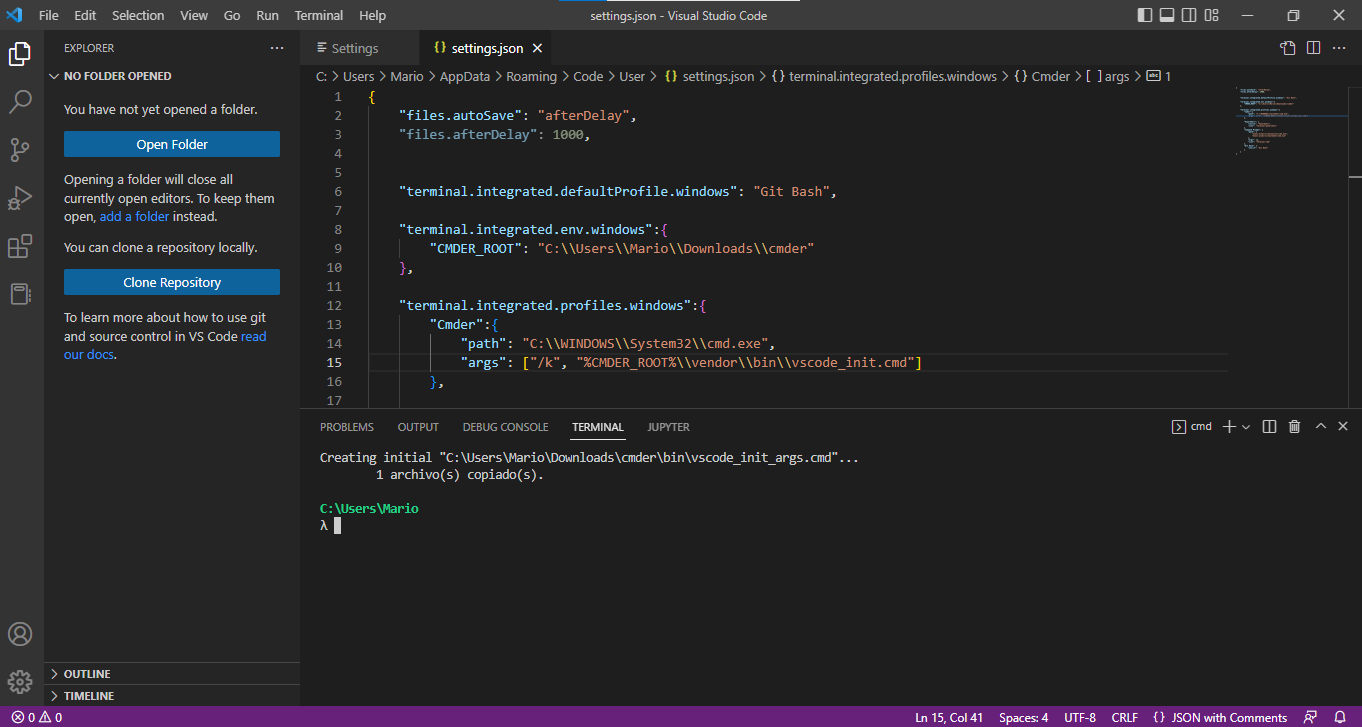 File Edit Selection View Go Run Terminal Help
settings.json - Visual Studio Code
EXPLORER
NO FOLDER OPENED
You have not yet opened a folder.
Open Folder
Opening a folder will close all
currently open editors. To keep them
open, add a folder instead.
You can clone a repository locally.
Clone Repository
To learn more about how to use git
and source control in VS Code read
our docs.
OUTLINE
TIMELINE
Settings
{} settings.json
C: > Users > Mario > AppData > Roaming > Code > User > {} settings.json > {} terminal.integrated.profiles.windows > {} Cmder > [ ] args > abc 1
1 {
2 "files.autoSave": "afterDelay",
3 "files.afterDelay": 1000,
4
5
6 "terminal.integrated.defaultProfile.windows": "Git Bash",
7
8 "terminal.integrated.env.windows":{
9 "CMDER_ROOT": "C:\\Users\\Mario\\Downloads\\cmder"
10 },
11
12 "terminal.integrated.profiles.windows":{
13 "Cmder":{
14 "path": "C:\\WINDOWS\\System32\\cmd.exe",
15 "args": ["/k", "%CMDER_ROOT%\\vendor\\bin\\vscode_init.cmd"]
16 },
17
PROBLEMS OUTPUT DEBUG CONSOLE TERMINAL JUPYTER
cmd
Creating initial "C:\Users\Mario\Downloads\cmder\bin\vscode_init_args.cmd"...
1 archivo(s) copiado(s).
C:\Users\Mario
λ
0 0
Ln 15, Col 41 Spaces: 4 UTF-8 CRLF {} JSON with Comments